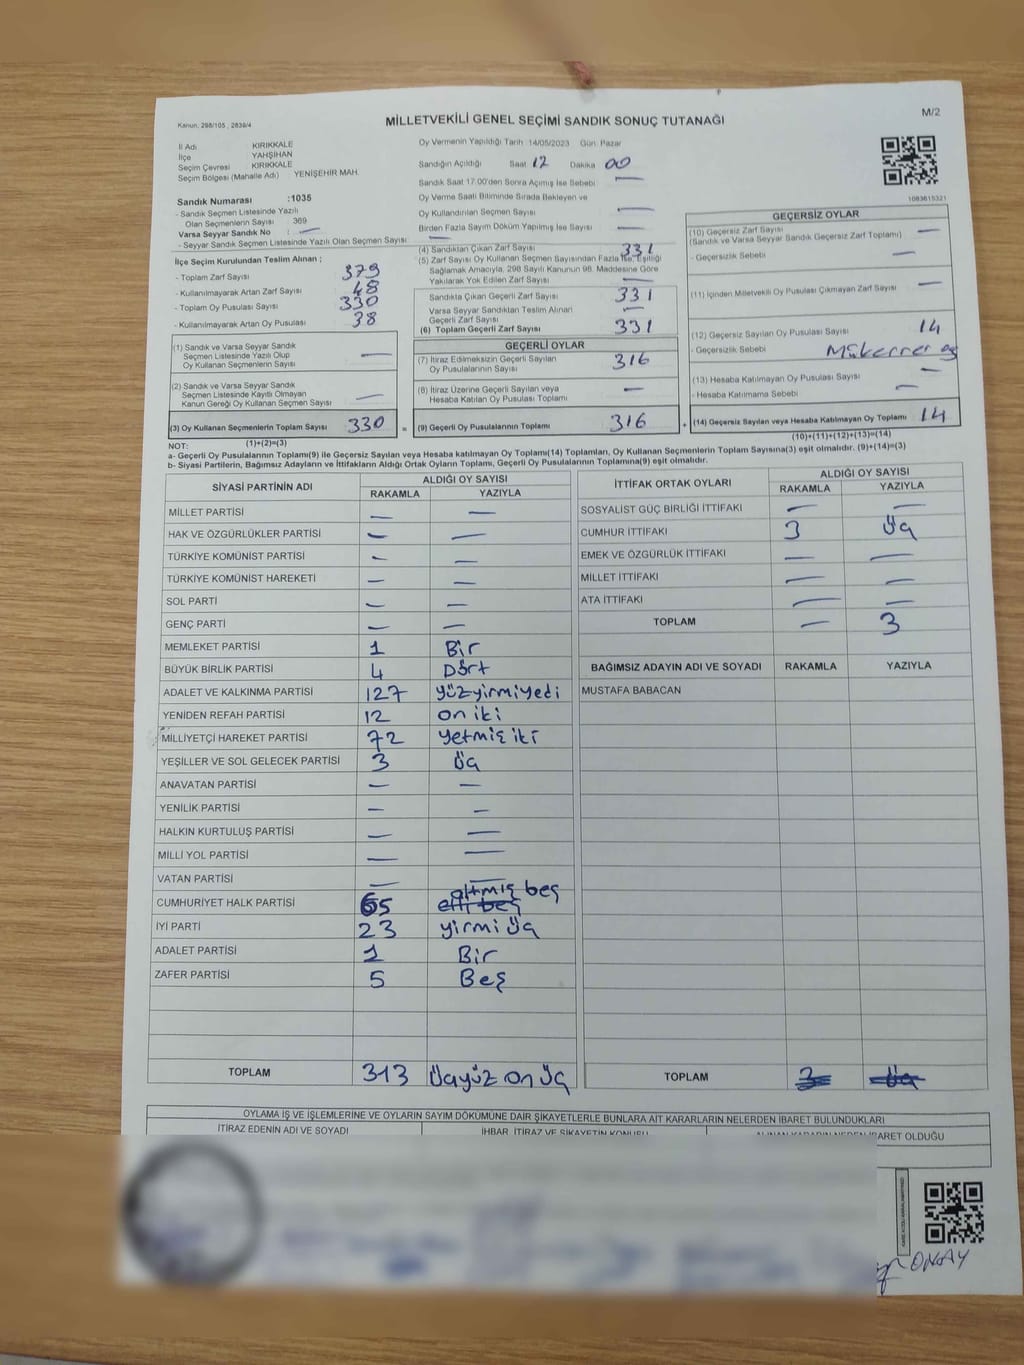 Kanun, 298/105 , 2839/4
MİLLETVEKİLİ GENEL SEÇİMİ SANDIK SONUÇ TUTANAĞI
M/2
İl Adı KIRIKKALE
İlçe YAHŞİHAN
Seçim Çevresi KIRIKKALE
Seçim Bölgesi (Mahalle Adı) YENİŞEHİR MAH.
Sandık Numarası :1035
- Sandık Seçmen Listesinde Yazılı
Olan Seçmenlerin Sayısı : 369
Varsa Seyyar Sandık No : —
- Seyyar Sandık Seçmen Listesinde Yazılı Olan Seçmen Sayısı —
İlçe Seçim Kurulundan Teslim Alınan ;
- Toplam Zarf Sayısı 379
- Kullanılmayarak Artan Zarf Sayısı 48
- Toplam Oy Pusulası Sayısı 330
- Kullanılmayarak Artan Oy Pusulası 38
(1) Sandık ve Varsa Seyyar Sandık
Seçmen Listesinde Yazılı Olup
Oy Kullanan Seçmen Sayısı —
(2) Sandık ve Varsa Seyyar Sandık
Seçmen Listesinde Kayıtlı Olmayan
Kanun Gereği Oy Kullanan Seçmen Sayısı —
(3) Oy Kullanan Seçmenlerin Toplam Sayısı 330
(1)+(2)=(3)
Oy Vermenin Yapıldığı Tarih 14/05/2023 Gün: Pazar
Sandığın Açıldığı Saat 12 Dakika 00
Sandık Saat 17.00'den Sonra Açılmış İse Sebebi —
Oy Verme Saati Bitiminde Sırada Bekleyen ve
Oy Kullandırılan Seçmen Sayısı —
Birden Fazla Sayım Döküm Yapılmış İse Sayısı —
(4) Sandıktan Çıkan Zarf Sayısı 331
(5) Zarf Sayısı Oy Kullanan Seçmen Sayısından Fazla İse, Eşitliği
Sağlamak Amacıyla, 298 Sayılı Kanunun 98. Maddesine Göre
Yakılarak Yok Edilen Zarf Sayısı —
Sandıkta Çıkan Geçerli Zarf Sayısı 331
Varsa Seyyar Sandıktan Teslim Alınan
Geçerli Zarf Sayısı —
(6) Toplam Geçerli Zarf Sayısı 331
GEÇERLİ OYLAR
(7) İtiraz Edilmeksizin Geçerli Sayılan
Oy Pusulalarının Sayısı 316
(8) İtiraz Üzerine Geçerli Sayılan veya
Hesaba Katılan Oy Pusulası Toplamı —
= (9) Geçerli Oy Pusulalarının Toplamı 316
1083615321
GEÇERSİZ OYLAR
(10) Geçersiz Zarf Sayısı —
(Sandık ve Varsa Seyyar Sandık Geçersiz Zarf Toplamı)
- Geçersizlik Sebebi —
(11) İçinden Milletvekili Oy Pusulası Çıkmayan Zarf Sayısı —
(12) Geçersiz Sayılan Oy Pusulası Sayısı 14
- Geçersizlik Sebebi Mükerrer oy
(13) Hesaba Katılmayan Oy Pusulası Sayısı —
- Hesaba Katılmama Sebebi —
+ (14) Geçersiz Sayılan veya Hesaba Katılmayan Oy Toplamı 14
(10)+(11)+(12)+(13)=(14)
NOT:
a- Geçerli Oy Pusulalarının Toplamı(9) ile Geçersiz Sayılan veya Hesaba katılmayan Oy Toplamı(14) Toplamları, Oy Kullanan Seçmenlerin Toplam Sayısına(3) eşit olmalıdır. (9)+(14)=(3)
b- Siyasi Partilerin, Bağımsız Adayların ve İttifakların Aldığı Ortak Oyların Toplamı, Geçerli Oy Pusulalarının Toplamına(9) eşit olmalıdır.
SİYASİ PARTİNİN ADI ALDIĞI OY SAYISI
RAKAMLA YAZIYLA
MİLLET PARTİSİ — —
HAK VE ÖZGÜRLÜKLER PARTİSİ — —
TÜRKİYE KOMÜNİST PARTİSİ — —
TÜRKİYE KOMÜNİST HAREKETİ — —
SOL PARTİ — —
GENÇ PARTİ — —
MEMLEKET PARTİSİ 1 Bir
BÜYÜK BİRLİK PARTİSİ 4 Dört
ADALET VE KALKINMA PARTİSİ 127 yüzyirmiyedi
YENİDEN REFAH PARTİSİ 12 on iki
MİLLİYETÇİ HAREKET PARTİSİ 72 yetmiş iki
YEŞİLLER VE SOL GELECEK PARTİSİ 3 üç
ANAVATAN PARTİSİ — —
YENİLİK PARTİSİ — —
HALKIN KURTULUŞ PARTİSİ — —
MİLLİ YOL PARTİSİ — —
VATAN PARTİSİ — —
CUMHURİYET HALK PARTİSİ 65 elli beş altmış beş
İYİ PARTİ 23 yirmi üç
ADALET PARTİSİ 1 Bir
ZAFER PARTİSİ 5 Beş
TOPLAM 313 üçyüz on üç
İTTİFAK ORTAK OYLARI ALDIĞI OY SAYISI
RAKAMLA YAZIYLA
SOSYALİST GÜÇ BİRLİĞİ İTTİFAKI — —
CUMHUR İTTİFAKI 3 üç
EMEK VE ÖZGÜRLÜK İTTİFAKI — —
MİLLET İTTİFAKI — —
ATA İTTİFAKI — —
TOPLAM — 3
BAĞIMSIZ ADAYIN ADI VE SOYADI RAKAMLA YAZIYLA
MUSTAFA BABACAN
TOPLAM 3 üç
OYLAMA İŞ VE İŞLEMLERİNE VE OYLARIN SAYIM DÖKÜMÜNE DAİR ŞİKAYETLERLE BUNLARA AİT KARARLARIN NELERDEN İBARET BULUNDUKLARI
İTİRAZ EDENİN ADI VE SOYADI
İHBAR, İTİRAZ VE ŞİKAYETİN KONUSU
ALINAN KARARIN NEDEN İBARET OLDUĞU
ONAY